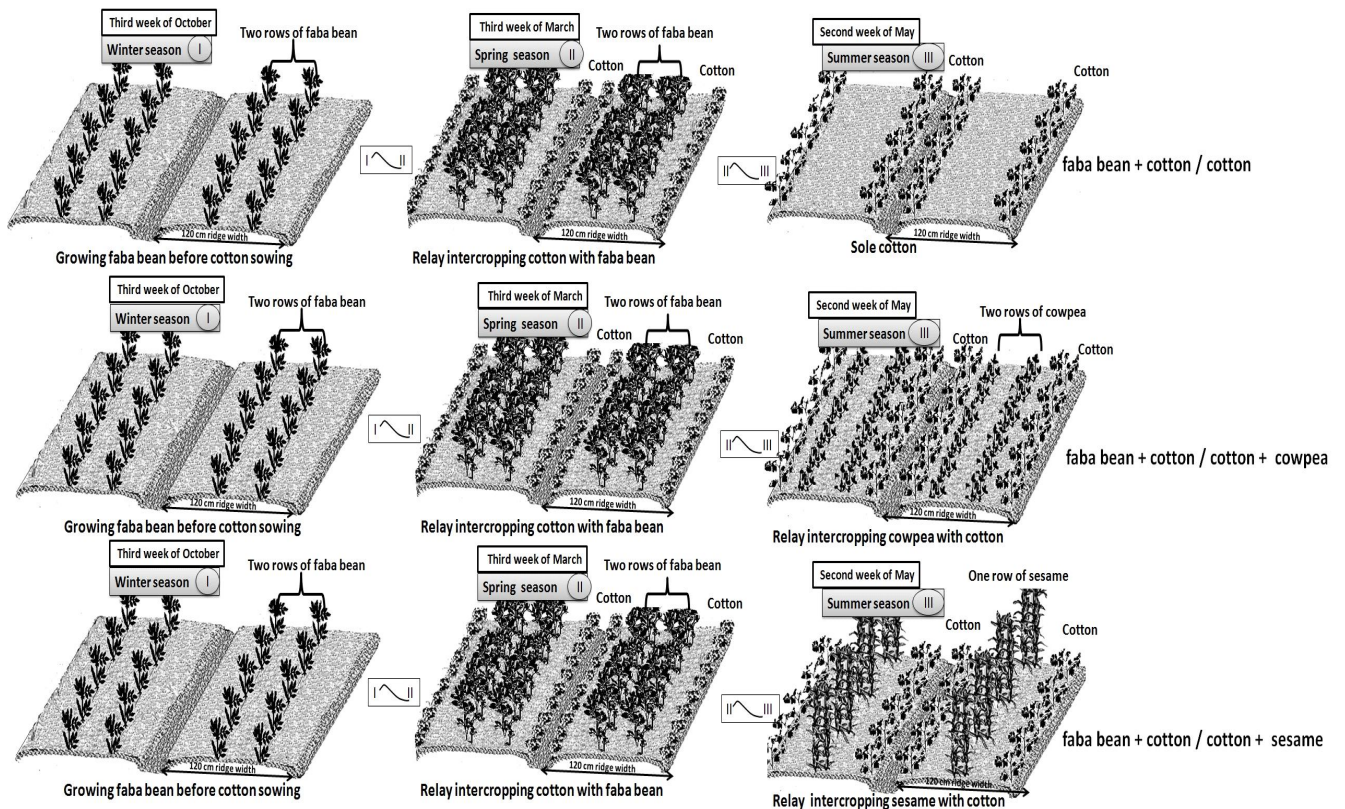 Third week of October
Winter season I
Two rows of faba bean
120 cm ridge width
Growing faba bean before cotton sowing
I II
Third week of March
Spring season II
Two rows of faba bean
Cotton
Cotton
120 cm ridge width
Relay intercropping cotton with faba bean
II III
Second week of May
Summer season III
Cotton
Cotton
120 cm ridge width
Sole cotton
faba bean + cotton / cotton
Third week of October
Winter season I
Two rows of faba bean
120 cm ridge width
Growing faba bean before cotton sowing
I II
Third week of March
Spring season II
Two rows of faba bean
Cotton
Cotton
120 cm ridge width
Relay intercropping cotton with faba bean
II III
Second week of May
Summer season III
Two rows of cowpea
Cotton
Cotton
120 cm ridge width
Relay intercropping cowpea with cotton
faba bean + cotton / cotton + cowpea
Third week of October
Winter season I
Two rows of faba bean
120 cm ridge width
Growing faba bean before cotton sowing
I II
Third week of March
Spring season II
Two rows of faba bean
Cotton
Cotton
120 cm ridge width
Relay intercropping cotton with faba bean
II III
Second week of May
Summer season III
One row of sesame
Cotton
Cotton
120 cm ridge width
Relay intercropping sesame with cotton
faba bean + cotton / cotton + sesame